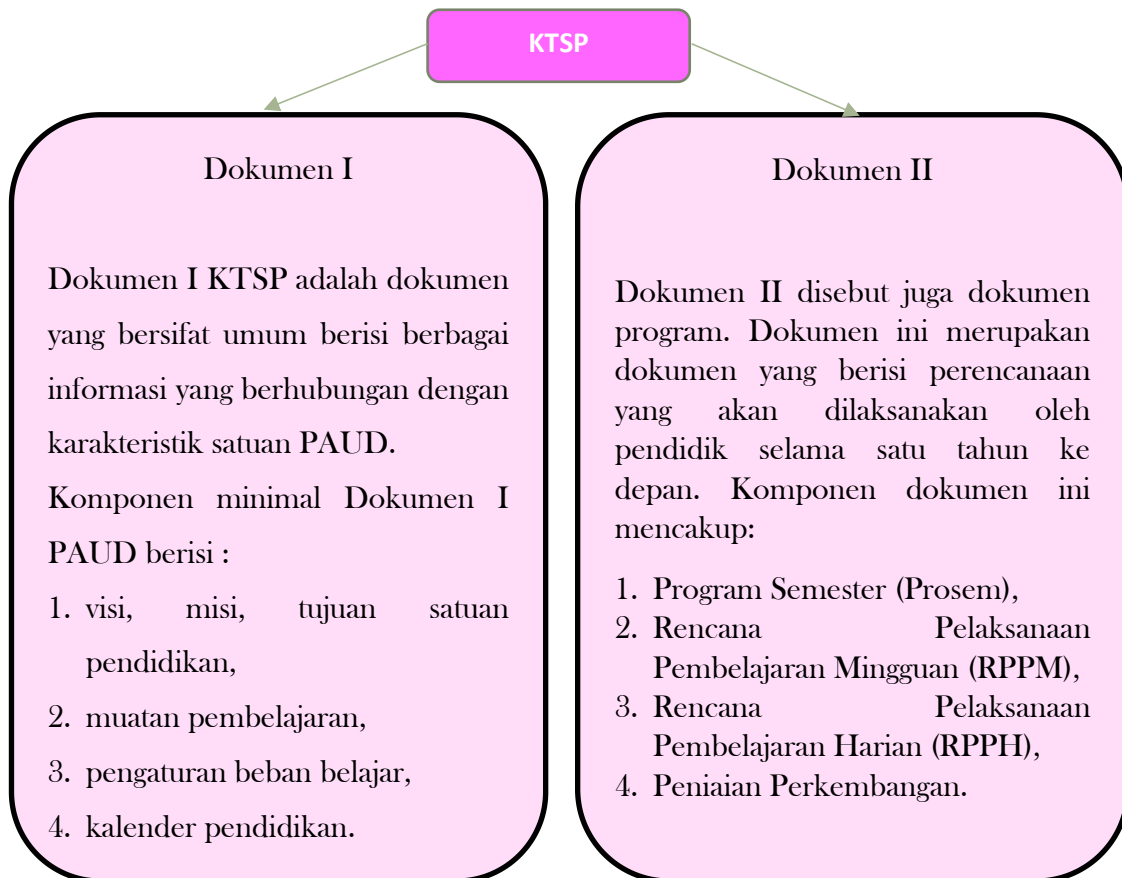 KTSP
Dokumen I
Dokumen I KTSP adalah dokumen
yang bersifat umum berisi berbagai
informasi yang berhubungan dengan
karakteristik satuan PAUD.
Komponen minimal Dokumen I
PAUD berisi :
1. visi, misi, tujuan satuan
pendidikan,
2. muatan pembelajaran,
3. pengaturan beban belajar,
4. kalender pendidikan.
Dokumen II
Dokumen II disebut juga dokumen
program. Dokumen ini merupakan
dokumen yang berisi perencanaan
yang akan dilaksanakan oleh
pendidik selama satu tahun ke
depan. Komponen dokumen ini
mencakup:
1. Program Semester (Prosem),
2. Rencana Pelaksanaan
Pembelajaran Mingguan (RPPM),
3. Rencana Pelaksanaan
Pembelajaran Harian (RPPH),
4. Peniaian Perkembangan.